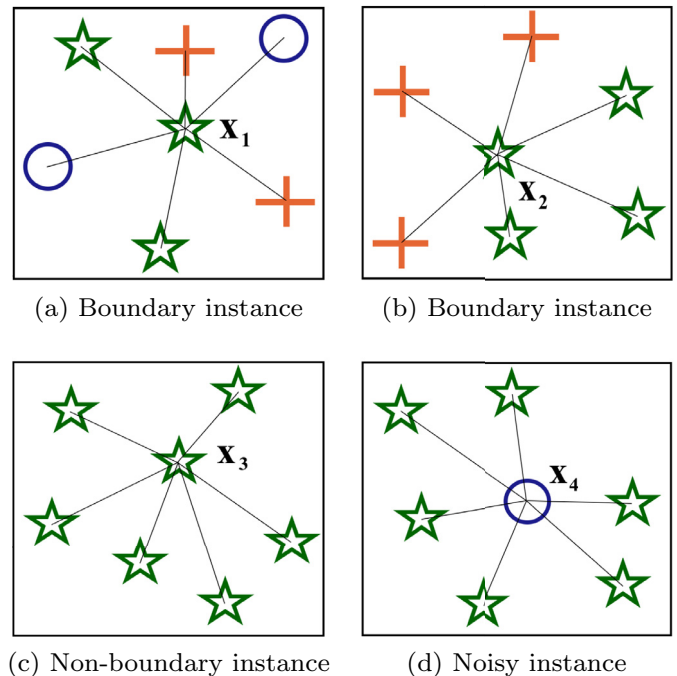 X1
X2
(a) Boundary instance
(b) Boundary instance
X3
X4
(c) Non-boundary instance
(d) Noisy instance